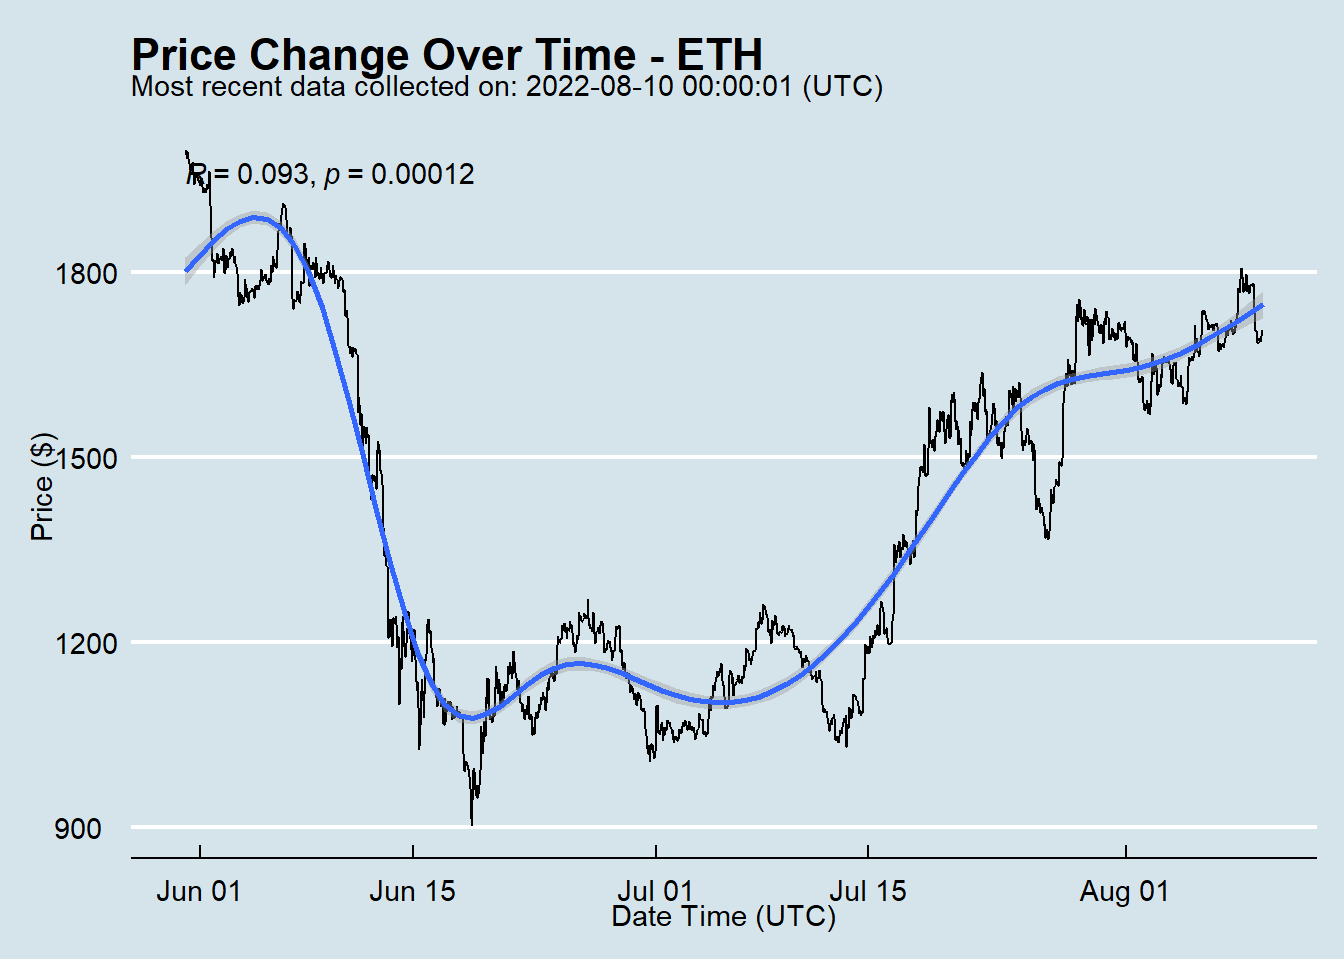 Price Change Over Time - ETH
Most recent data collected on: 2022-08-10 00:00:01 (UTC)
R = 0.093, p = 0.00012
1800
1500
1200
900
Price ($)
Jun 01 Jun 15 Jul 01 Jul 15 Aug 01
Date Time (UTC)